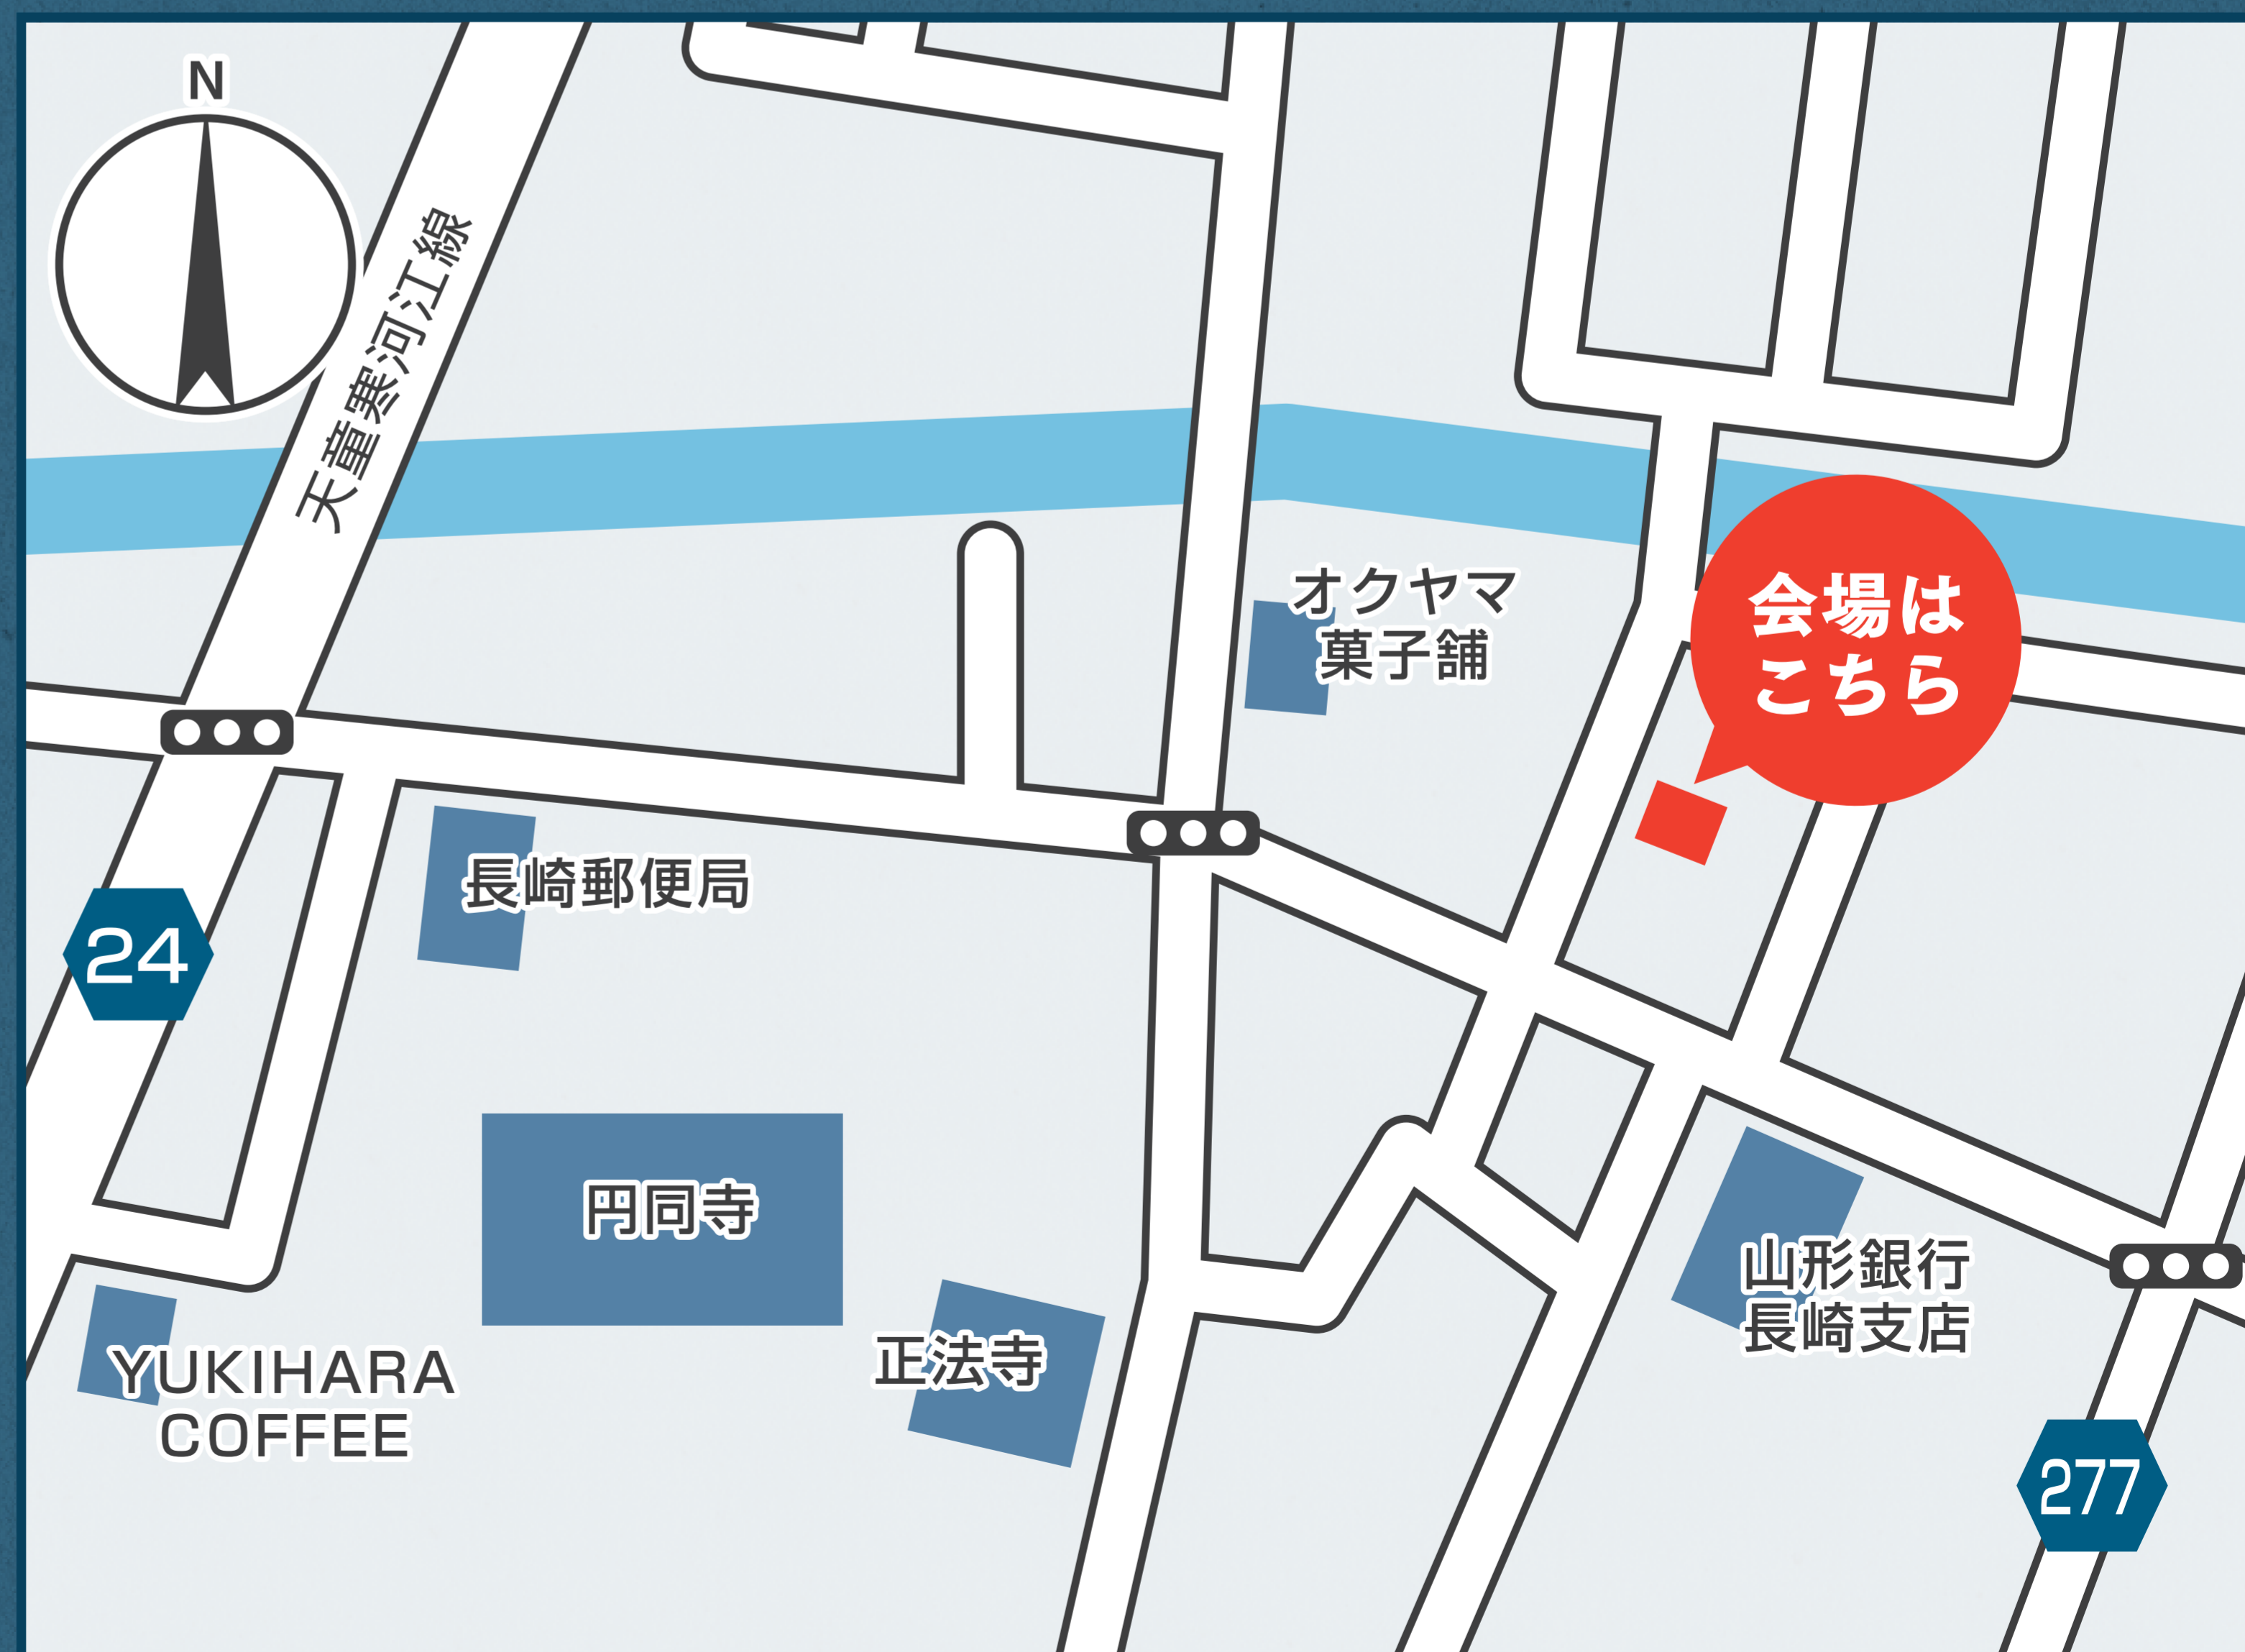 N
天童寒河江線
オクヤマ
菓子舗
会場は
こちら
長崎郵便局
24
円同寺
正法寺
山形銀行
長崎支店
YUKIHARA
COFFEE
277